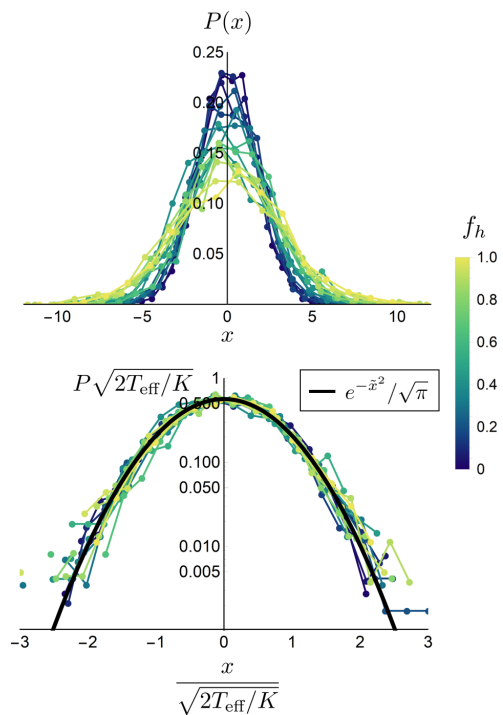 P(x)
0.25
0.20
0.15
0.10
0.05
−10 −5 0 5 10
x
f_h
1.0
0.8
0.6
0.4
0.2
0
P√(2T_eff/K)
e^{−x̃²}/√π
1
0.500
0.100
0.050
0.010
0.005
−3 −2 −1 0 1 2 3
x
√(2T_eff/K)